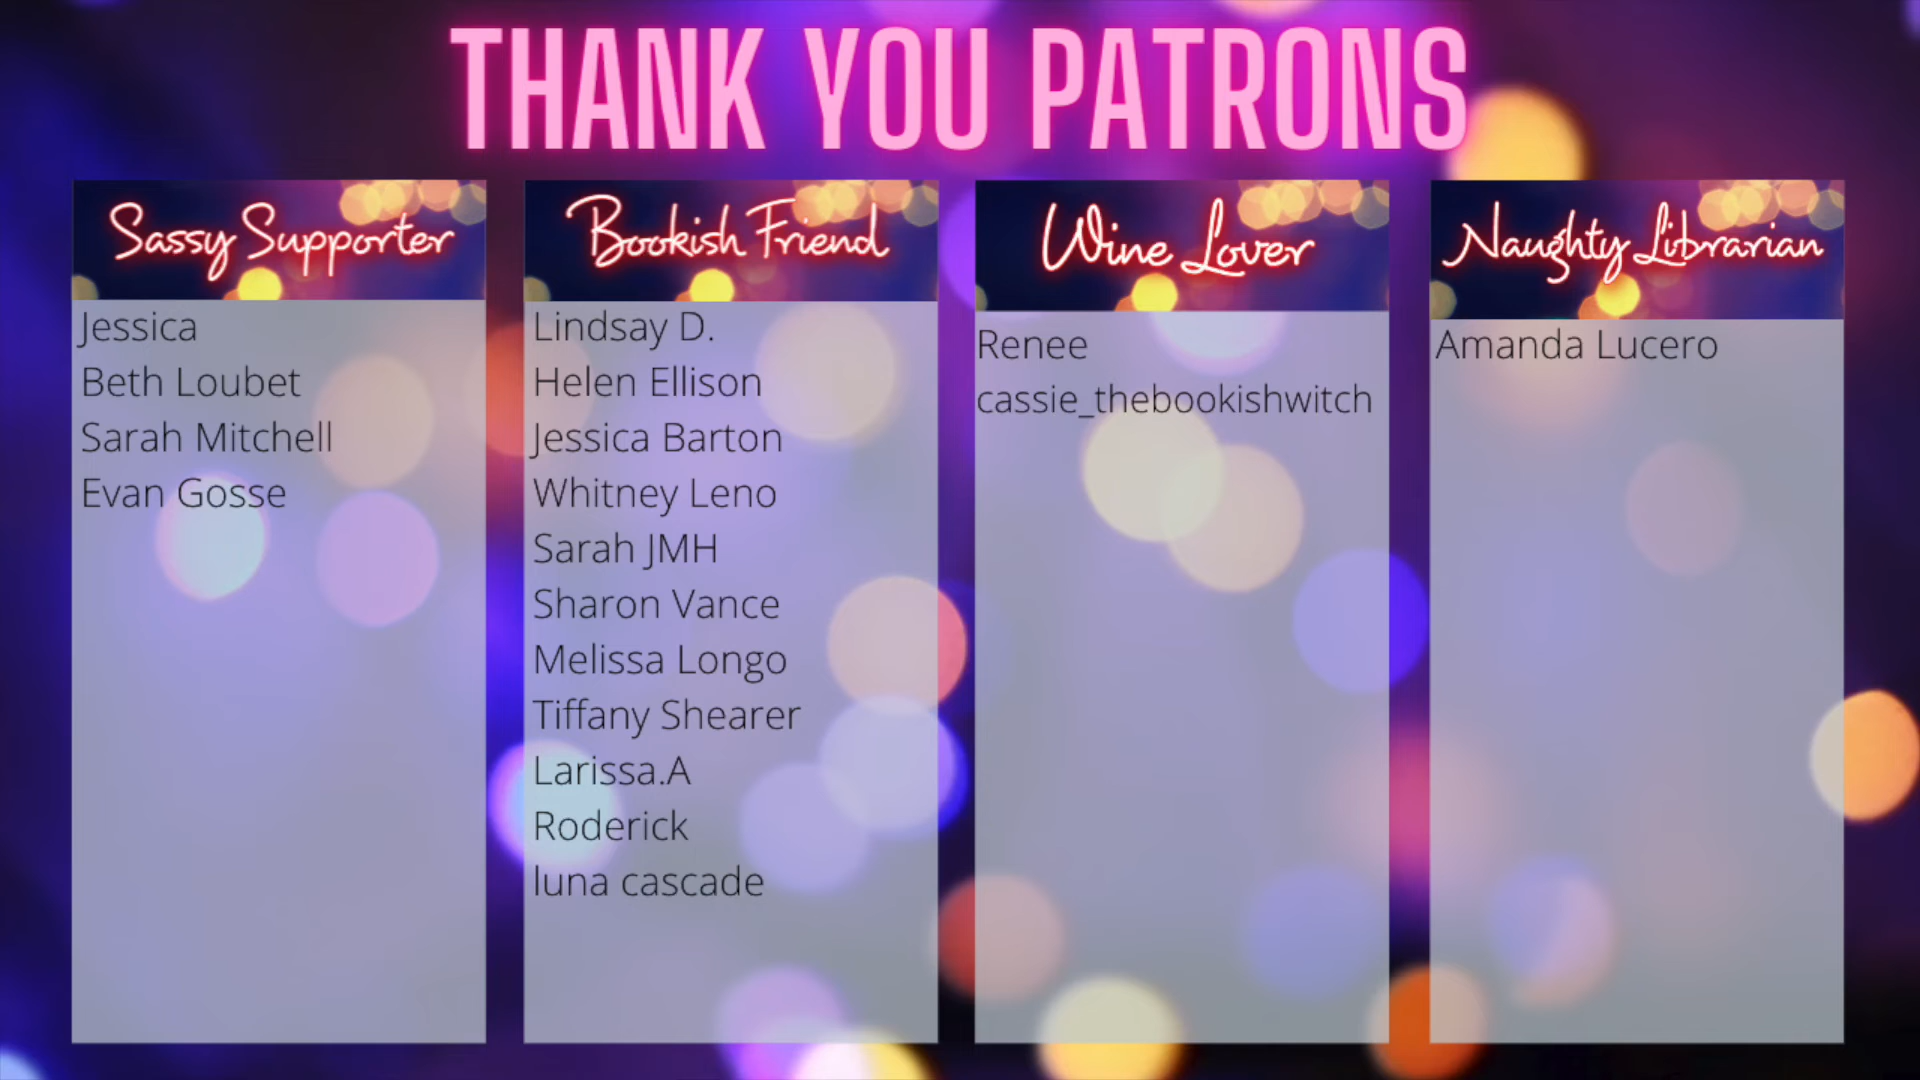 THANK YOU PATRONS
Sassy Supporter
Jessica
Beth Loubet
Sarah Mitchell
Evan Gosse
Bookish Friend
Lindsay D.
Helen Ellison
Jessica Barton
Whitney Leno
Sarah JMH
Sharon Vance
Melissa Longo
Tiffany Shearer
Larissa.A
Roderick
luna cascade
Wine Lover
Renee
cassie_thebookishwitch
Naughty Librarian
Amanda Lucero